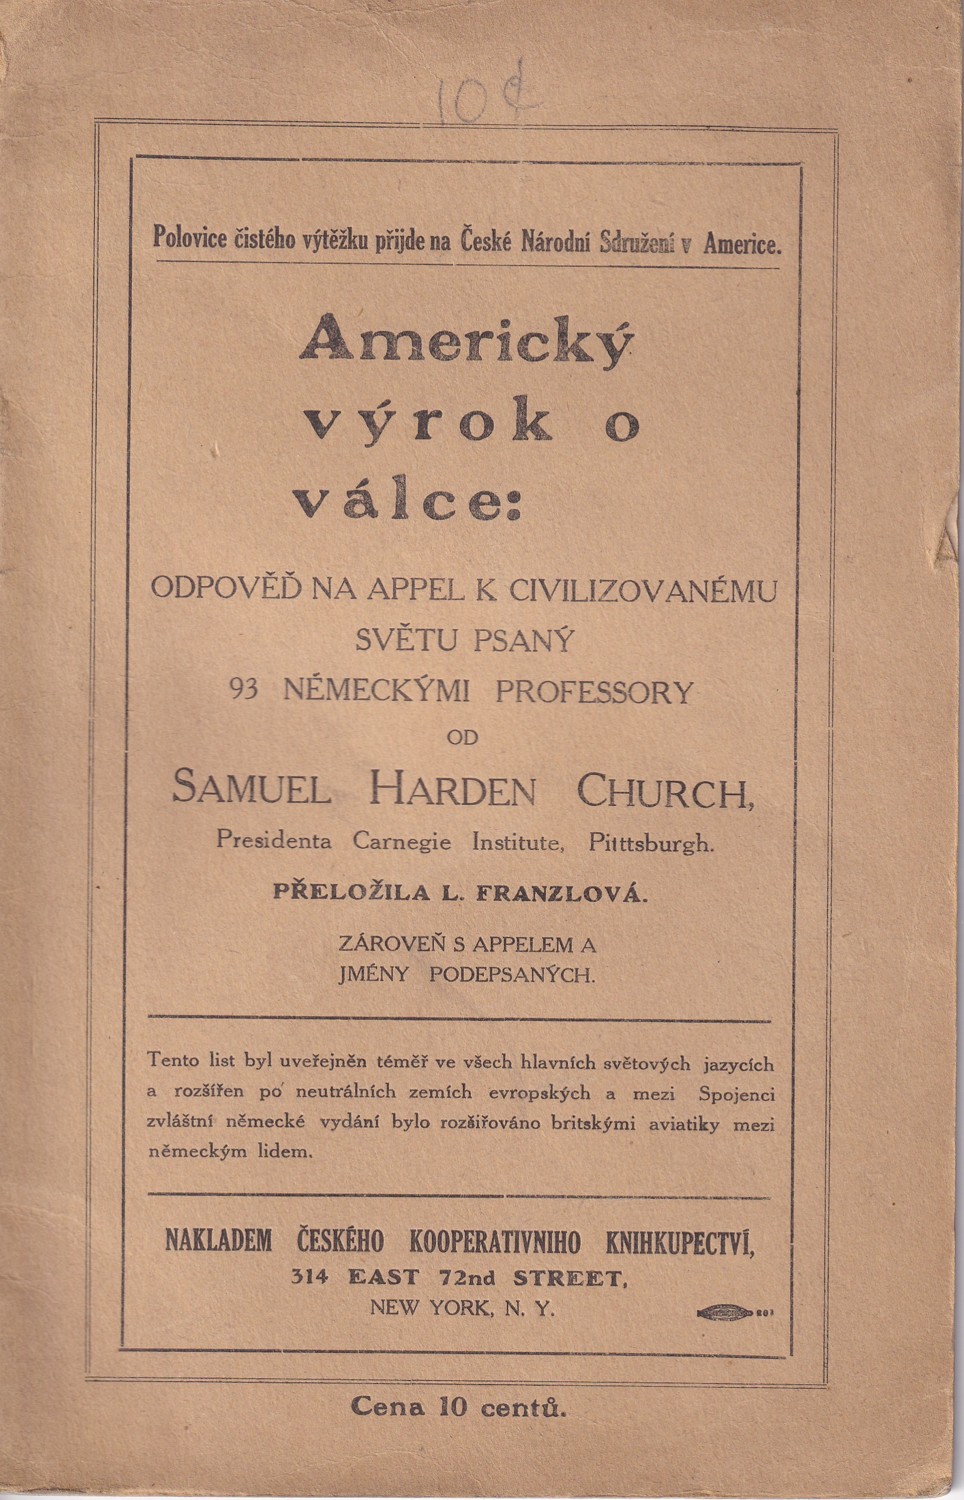 10¢
Polovice čistého výtěžku přijde na České Národní Sdružení v Americe.
Americký
výrok o
válce:
ODPOVĚĎ NA APPEL K CIVILIZOVANÉMU
SVĚTU PSANÝ
93 NÉMECKÝMI PROFESSORY
OD
SAMUEL HARDEN CHURCH,
Presidenta Carnegie Institute, Pitttsburgh.
PŘELOŽILA L. FRANZLOVÁ.
ZÁROVEŇ S APPELEM A
JMÉNY PODEPSANÝCH.
Tento list byl uveřejněn téměř ve všech hlavních světových jazycích
a rozšířen po neutrálních zemích evropských a mezi Spojenci
zvláštní německé vydání bylo rozšiřováno britskými aviatiky mezi
německým lidem.
NAKLADEM ČESKÉHO KOOPERATIVNIHO KNIHKUPECTVÍ,
314 EAST 72nd STREET,
NEW YORK, N. Y.
Cena 10 centů.